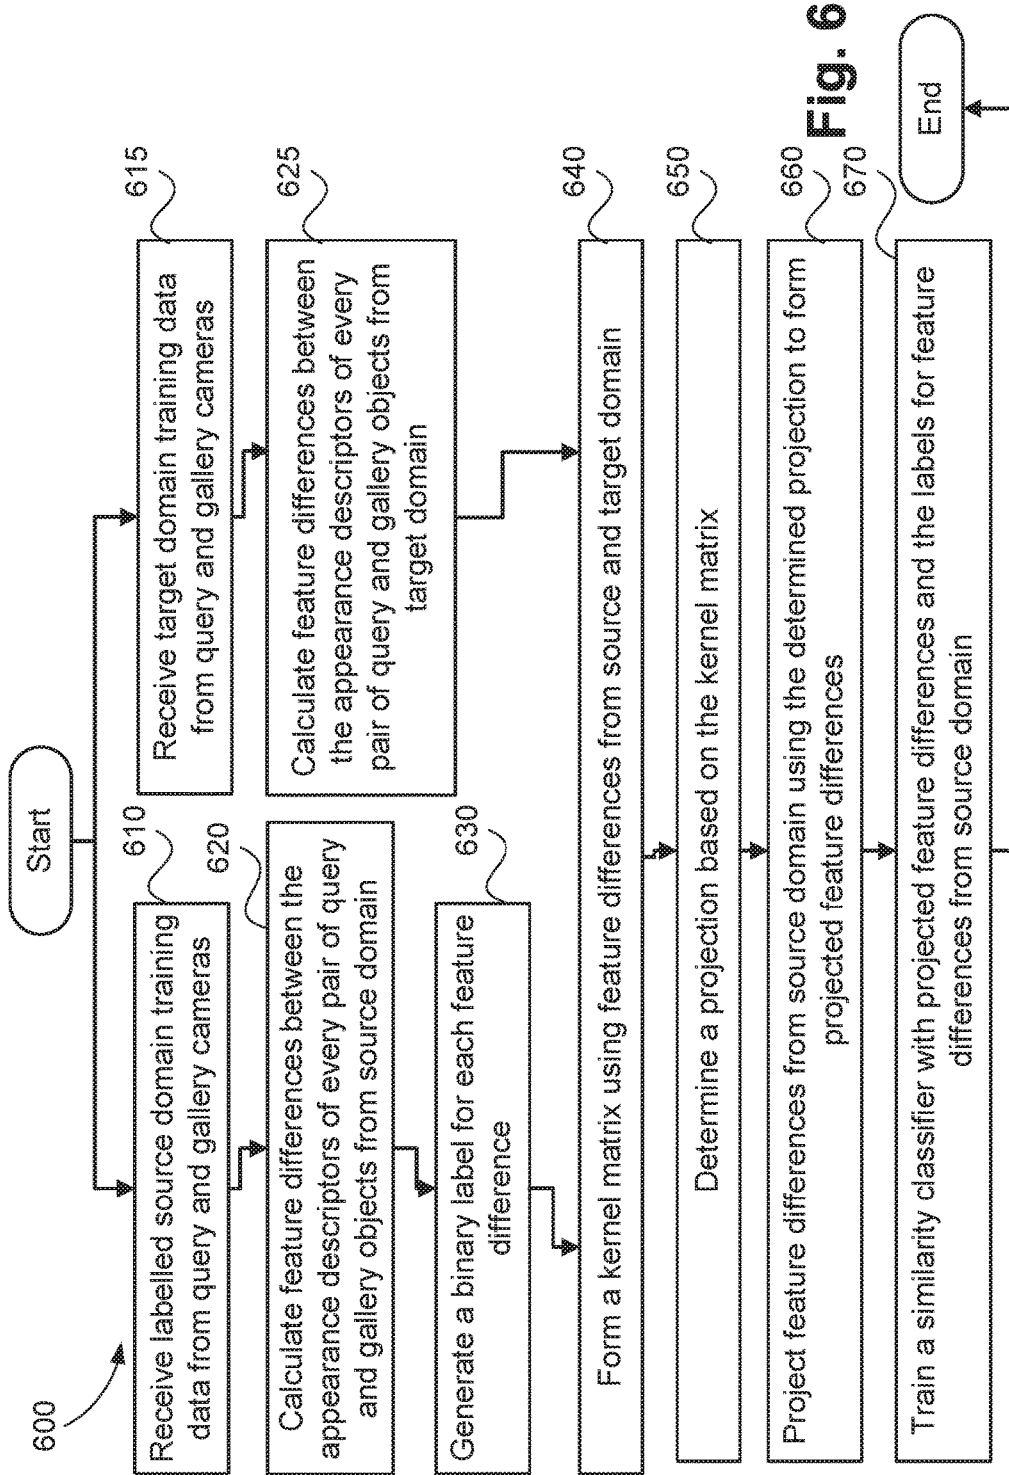 Start
600
610
Receive labelled source domain training
data from query and gallery cameras
615
Receive target domain training data
from query and gallery cameras
620
Calculate feature differences between the
appearance descriptors of every pair of query
and gallery objects from source domain
625
Calculate feature differences between
the appearance descriptors of every
pair of query and gallery objects from
target domain
630
Generate a binary label for each feature
difference
640
Form a kernel matrix using feature differences from source and target domain
650
Determine a projection based on the kernel matrix
660
Project feature differences from source domain using the determined projection to form
projected feature differences
670
Train a similarity classifier with projected feature differences and the labels for feature
differences from source domain
End
Fig. 6